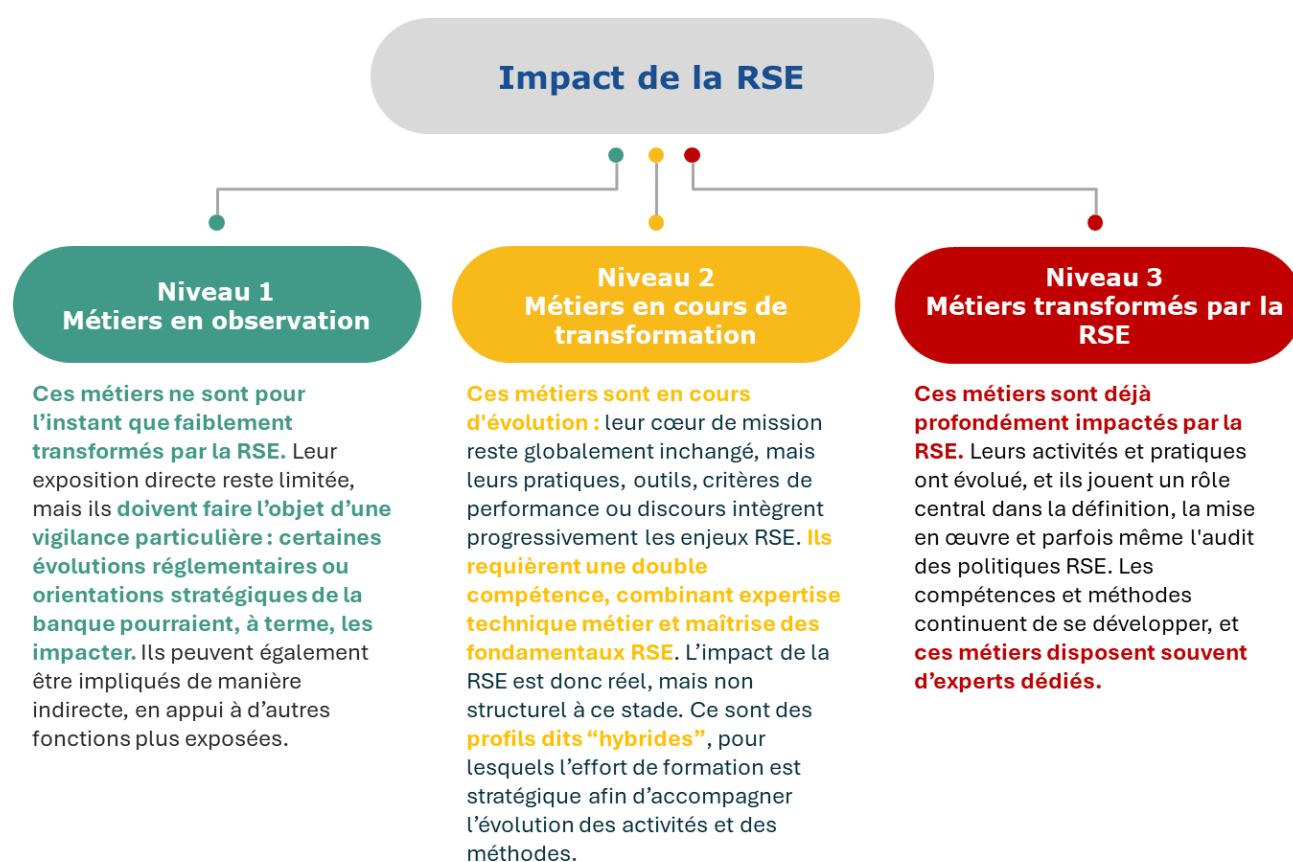 Impact de la RSE
Niveau 1
Métiers en observation
Ces métiers ne sont pour
l’instant que faiblement
transformés par la RSE. Leur
exposition directe reste limitée,
mais ils doivent faire l’objet d’une
vigilance particulière : certaines
évolutions réglementaires ou
orientations stratégiques de la
banque pourraient, à terme, les
impacter. Ils peuvent également
être impliqués de manière
indirecte, en appui à d’autres
fonctions plus exposées.
Niveau 2
Métiers en cours de
transformation
Ces métiers sont en cours
d'évolution : leur cœur de mission
reste globalement inchangé, mais
leurs pratiques, outils, critères de
performance ou discours intègrent
progressivement les enjeux RSE. Ils
requièrent une double
compétence, combinant expertise
technique métier et maîtrise des
fondamentaux RSE. L’impact de la
RSE est donc réel, mais non
structurel à ce stade. Ce sont des
profils dits “hybrides”, pour
lesquels l’effort de formation est
stratégique afin d’accompagner
l’évolution des activités et des
méthodes.
Niveau 3
Métiers transformés par la
RSE
Ces métiers sont déjà
profondément impactés par la
RSE. Leurs activités et pratiques
ont évolué, et ils jouent un rôle
central dans la définition, la mise
en œuvre et parfois même l'audit
des politiques RSE. Les
compétences et méthodes
continuent de se développer, et
ces métiers disposent souvent
d’experts dédiés.